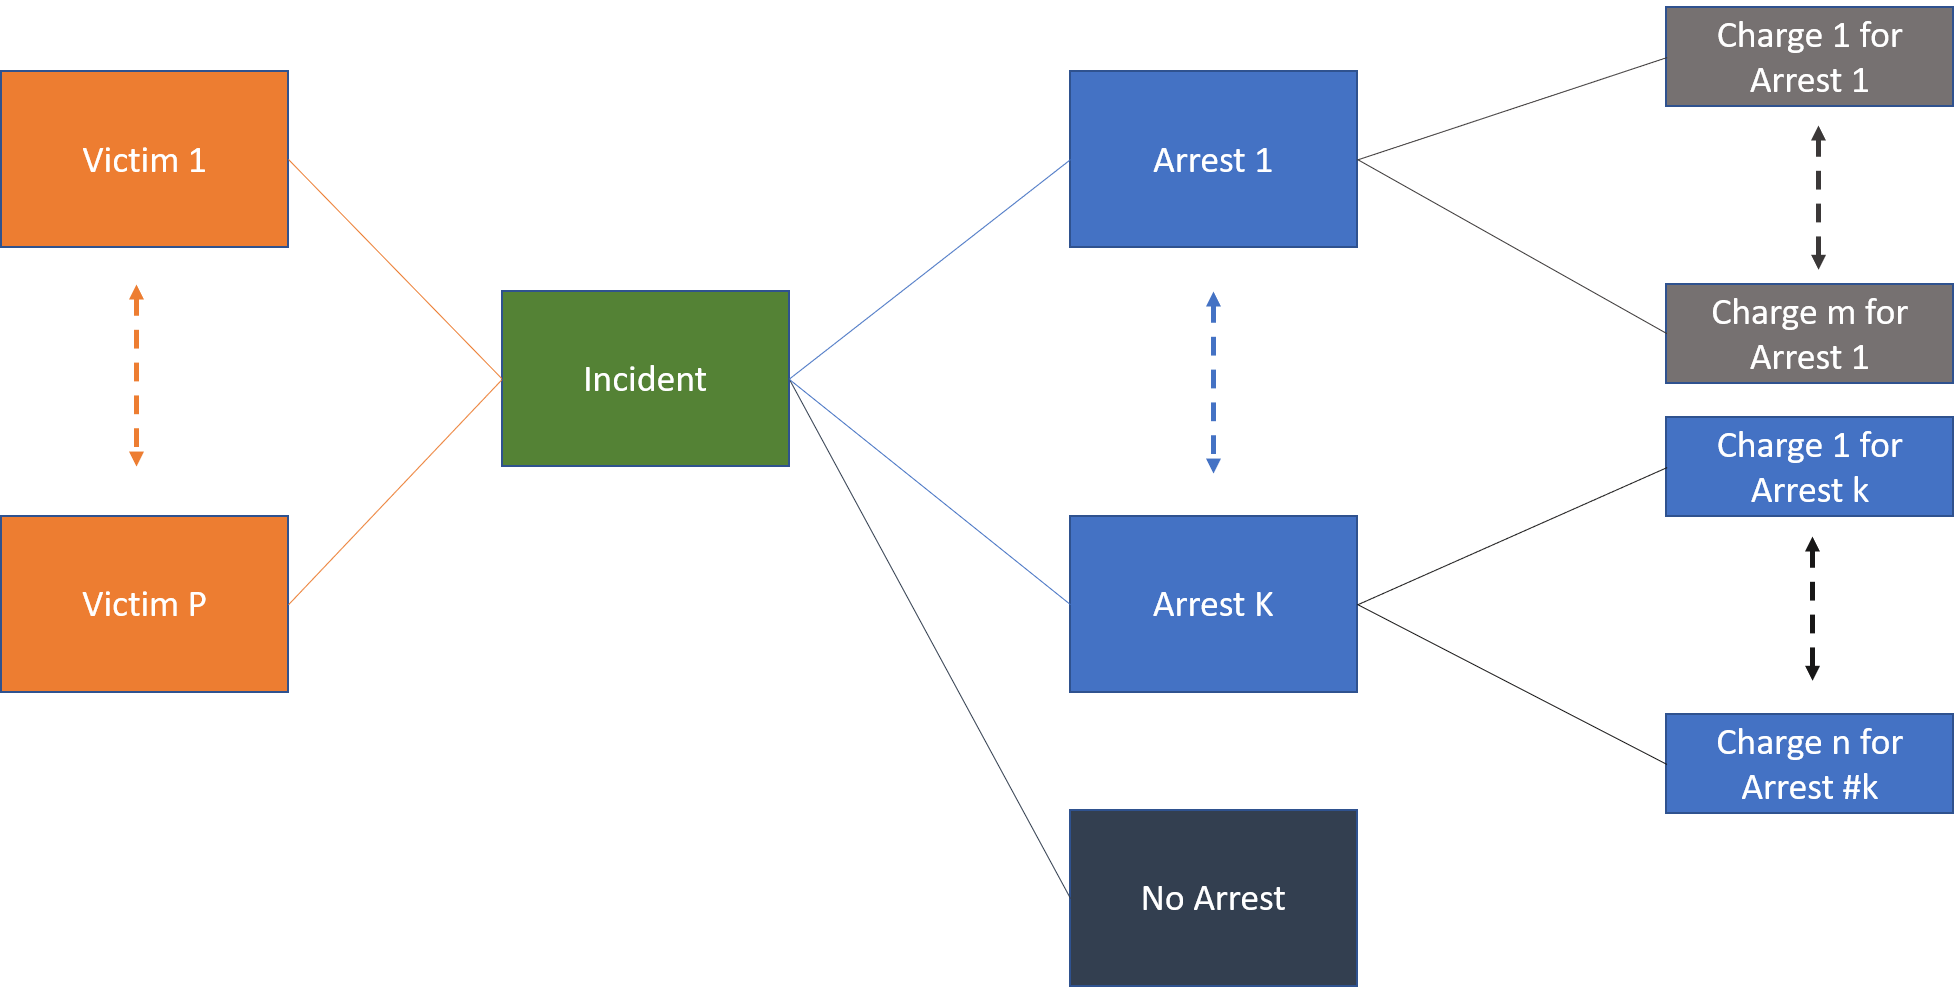 Victim 1
Victim P
Incident
Arrest 1
Arrest K
No Arrest
Charge 1 for
Arrest 1
Charge m for
Arrest 1
Charge 1 for
Arrest k
Charge n for
Arrest #k